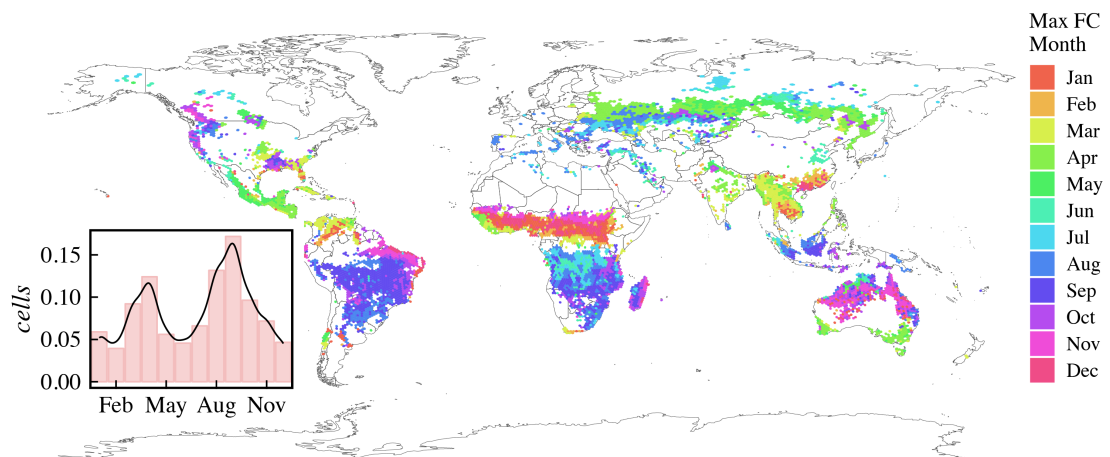 Max FC
Month
Jan
Feb
Mar
Apr
May
Jun
Jul
Aug
Sep
Oct
Nov
Dec
cells
0.15
0.10
0.05
0.00
Feb May Aug Nov